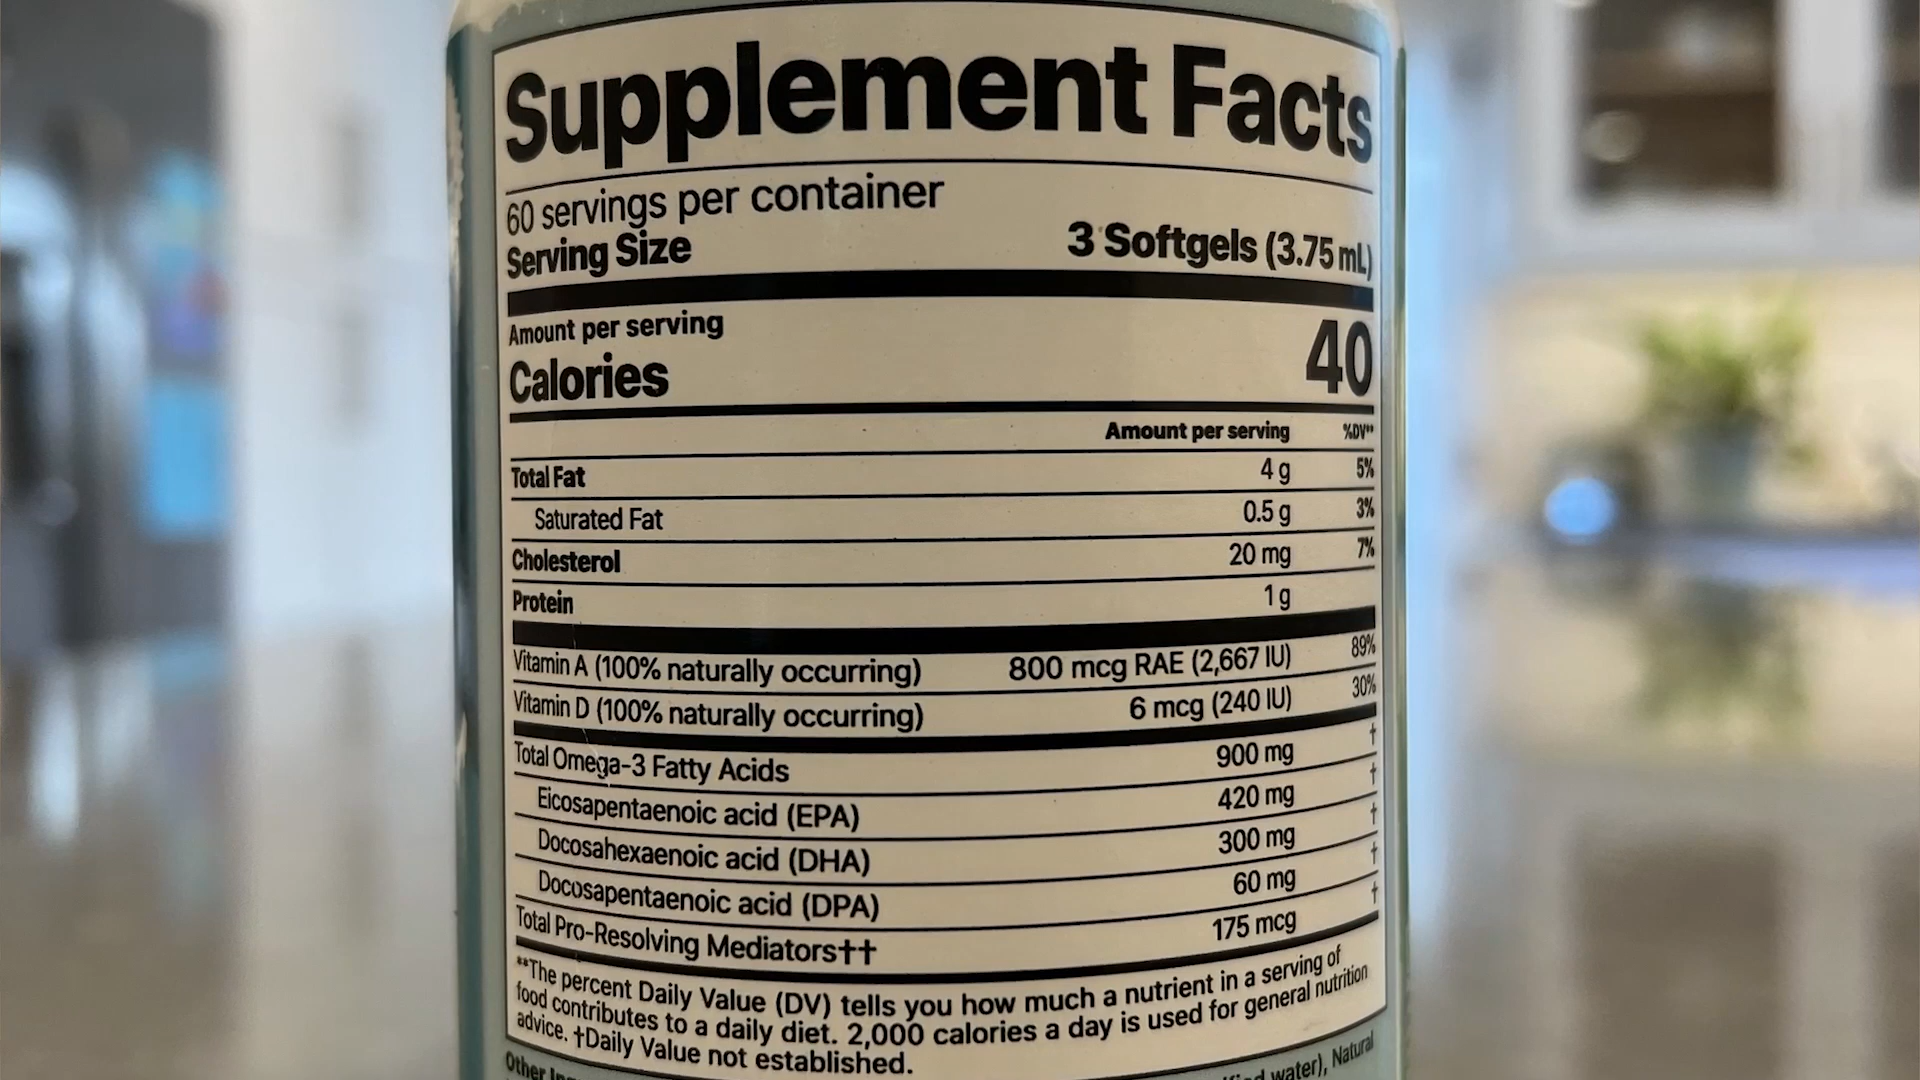 Supplement Facts
60 servings per container
Serving Size 3 Softgels (3.75 mL)
Amount per serving
Calories 40
Amount per serving %DV**
Total Fat 4 g 5%
Saturated Fat 0.5 g 3%
Cholesterol 20 mg 7%
Protein 1 g
Vitamin A (100% naturally occurring) 800 mcg RAE (2,667 IU) 89%
Vitamin D (100% naturally occurring) 6 mcg (240 IU) 30%
Total Omega-3 Fatty Acids 900 mg †
Eicosapentaenoic acid (EPA) 420 mg †
Docosahexaenoic acid (DHA) 300 mg †
Docosapentaenoic acid (DPA) 60 mg †
Total Pro-Resolving Mediators†† 175 mcg †
**The percent Daily Value (DV) tells you how much a nutrient in a serving of
food contributes to a daily diet. 2,000 calories a day is used for general nutrition
advice. †Daily Value not established.
Other water), Natural